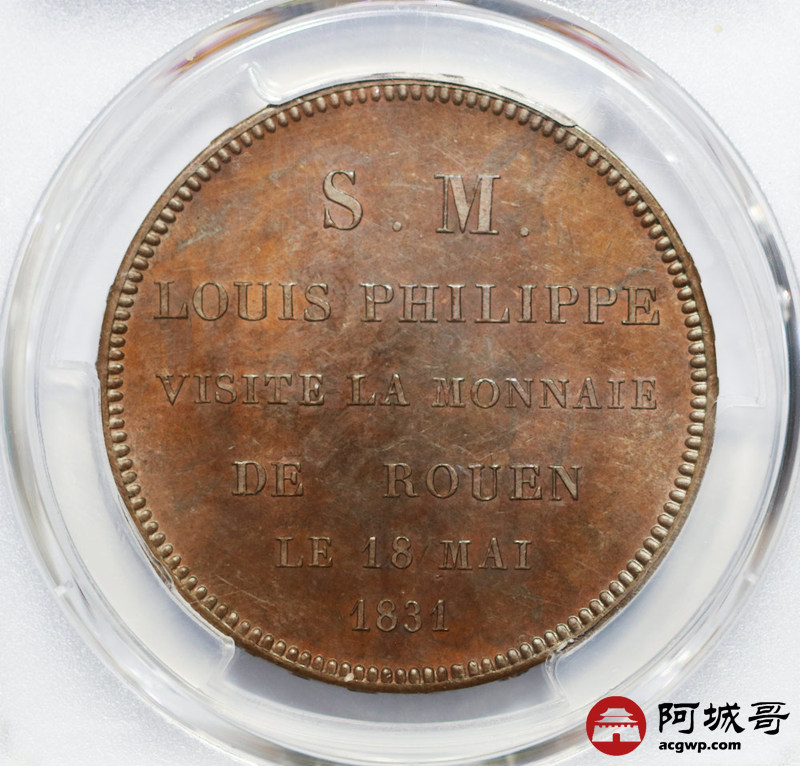 S. M.
LOUIS PHILIPPE
VISITE LA MONNAIE
DE ROUEN
LE 18 MAI
1831
阿城哥
acgwp.com